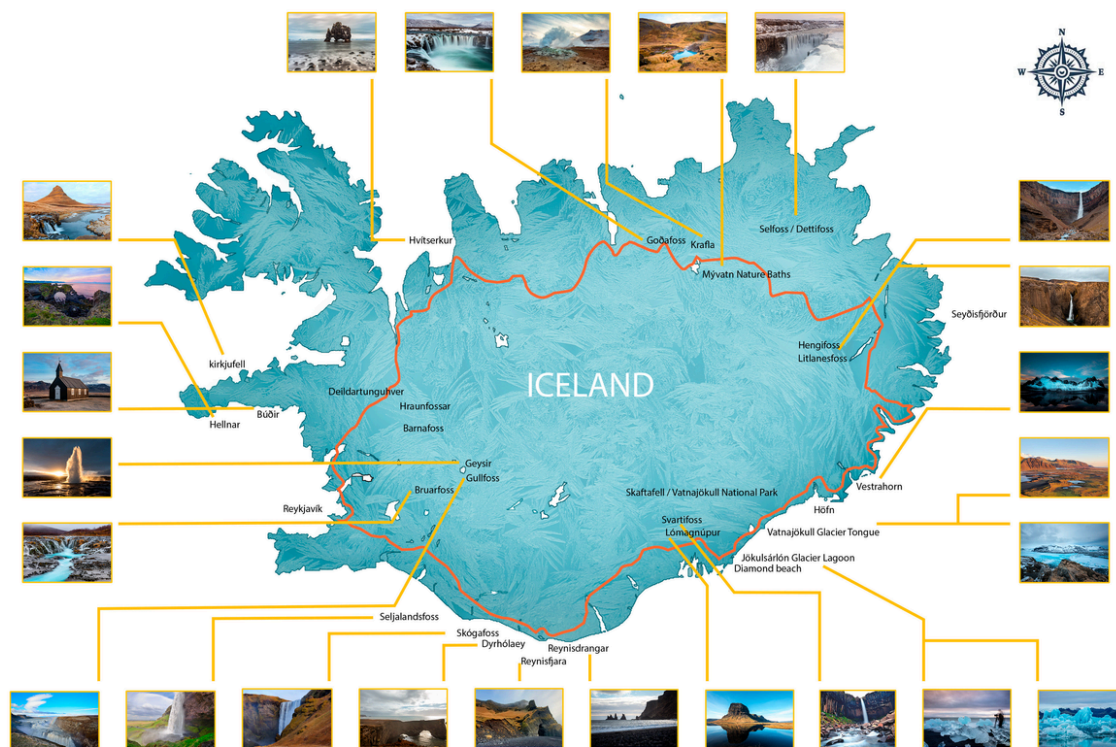 N
W
E
S
Hvítserkur
Goðafoss
Krafla
Selfoss / Dettifoss
Mývatn Nature Baths
Seyðisfjörður
Hengifoss
Litlanesfoss
kirkjufell
ICELAND
Deildartunguhver
Hraunfossar
Búðir
Hellnar
Barnafoss
Geysir
Gullfoss
Bruarfoss
Vestrahorn
Skaftafell / Vatnajökull National Park
Reykjavík
Höfn
Svartifoss
Lómagnúpur
Vatnajökull Glacier Tongue
Jökulsárlón Glacier Lagoon
Diamond beach
Seljalandsfoss
Skógafoss
Dyrhólaey
Reynisdrangar
Reynisfjara